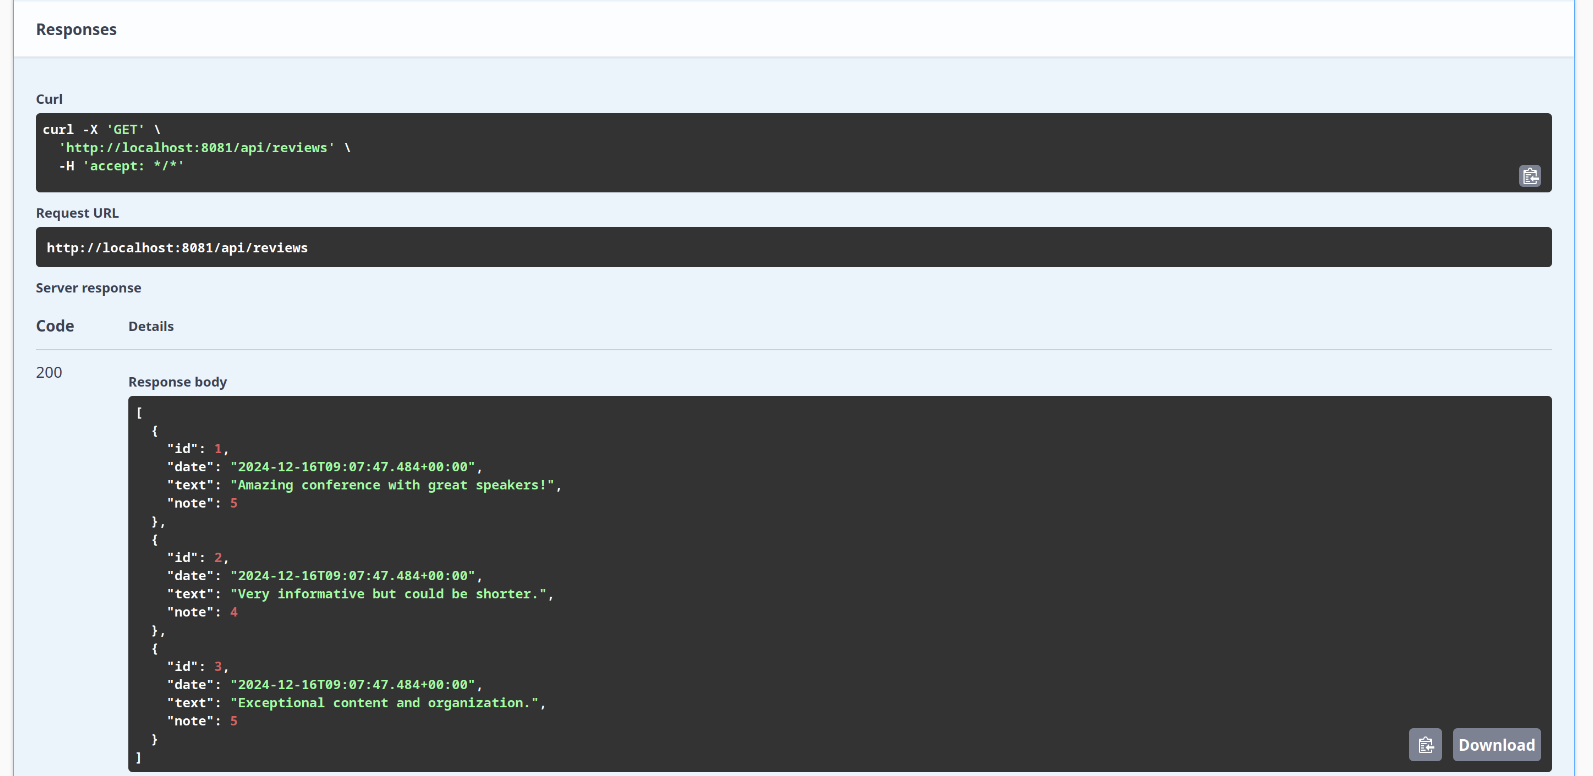 Responses
Curl
curl -X 'GET' \
  'http://localhost:8081/api/reviews' \
  -H 'accept: */*'
Request URL
http://localhost:8081/api/reviews
Server response
Code Details
200
Response body
[
  {
    "id": 1,
    "date": "2024-12-16T09:07:47.484+00:00",
    "text": "Amazing conference with great speakers!",
    "note": 5
  },
  {
    "id": 2,
    "date": "2024-12-16T09:07:47.484+00:00",
    "text": "Very informative but could be shorter.",
    "note": 4
  },
  {
    "id": 3,
    "date": "2024-12-16T09:07:47.484+00:00",
    "text": "Exceptional content and organization.",
    "note": 5
  }
]
Download